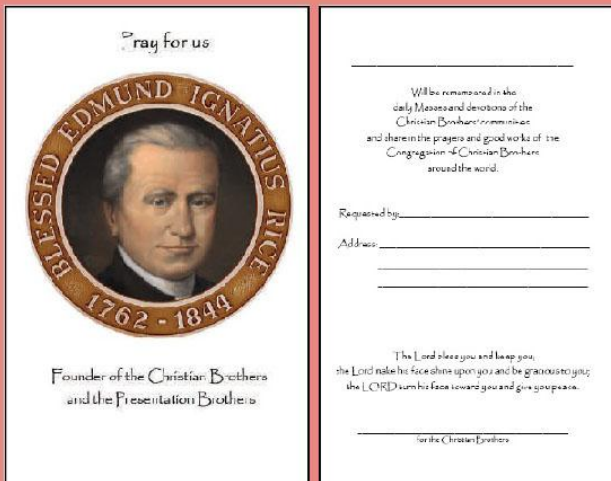 Pray for us
BLESSED EDMUND IGNATIUS RICE
1762 - 1844
Founder of the Christian Brothers
and the Presentation Brothers
Will be remembered in the
daily Masses and devotions of the
Christian Brothers' communities
and share in the prayers and good works of the
Congregation of Christian Brothers
around the world.
Requested by:
Address:
The Lord bless you and keep you;
the Lord make his face shine upon you and be gracious to you;
the LORD turn his face toward you and give you peace.
for the Christian Brothers